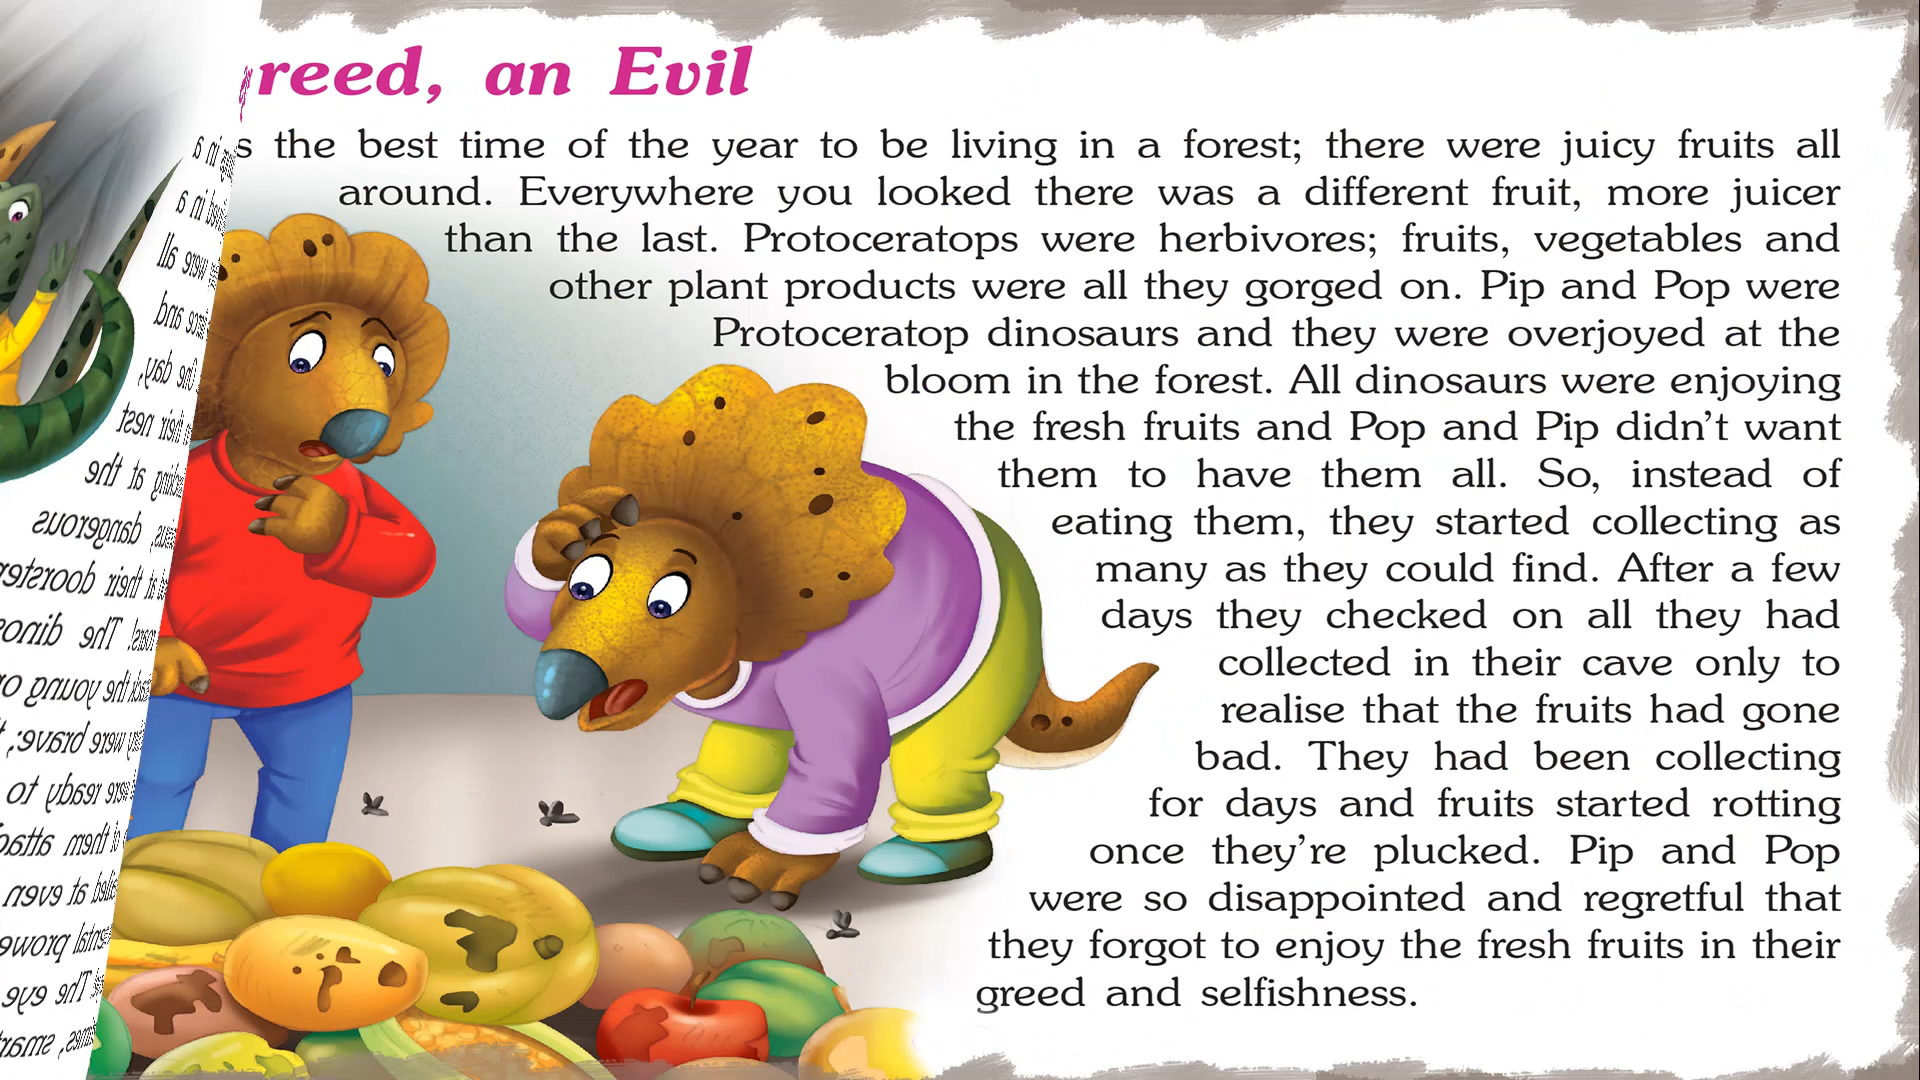 reed, an Evil
s the best time of the year to be living in a forest; there were juicy fruits all
around. Everywhere you looked there was a different fruit, more juicer
than the last. Protoceratops were herbivores; fruits, vegetables and
other plant products were all they gorged on. Pip and Pop were
Protoceratop dinosaurs and they were overjoyed at the
bloom in the forest. All dinosaurs were enjoying
the fresh fruits and Pop and Pip didn't want
them to have them all. So, instead of
eating them, they started collecting as
many as they could find. After a few
days they checked on all they had
collected in their cave only to
realise that the fruits had gone
bad. They had been collecting
for days and fruits started rotting
once they're plucked. Pip and Pop
were so disappointed and regretful that
they forgot to enjoy the fresh fruits in their
greed and selfishness.